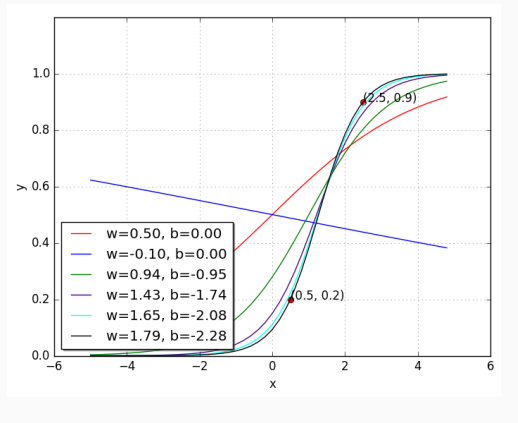 1.0
(2.5, 0.9)
0.8
0.6
y
0.4
w=0.50, b=0.00
w=-0.10, b=0.00
w=0.94, b=-0.95
w=1.43, b=-1.74
w=1.65, b=-2.08
w=1.79, b=-2.28
0.2
(0.5, 0.2)
0.0
−6 −4 −2 0 2 4 6
x